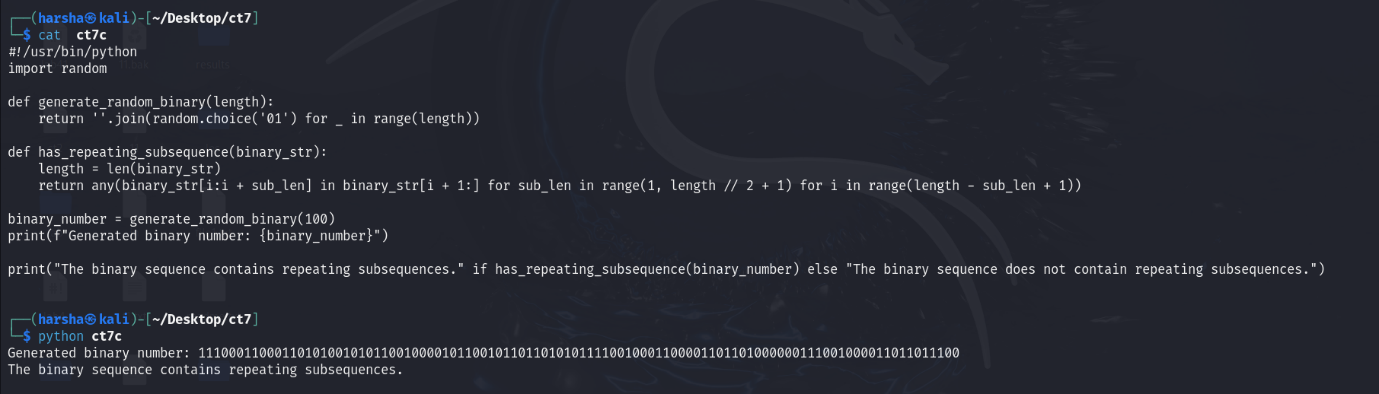 ┌──(harsha㉿kali)-[~/Desktop/ct7]
└─$ cat  ct7c
#!/usr/bin/python
import random

def generate_random_binary(length):
    return ''.join(random.choice('01') for _ in range(length))

def has_repeating_subsequence(binary_str):
    length = len(binary_str)
    return any(binary_str[i:i + sub_len] in binary_str[i + 1:] for sub_len in range(1, length // 2 + 1) for i in range(length - sub_len + 1))

binary_number = generate_random_binary(100)
print(f"Generated binary number: {binary_number}")

print("The binary sequence contains repeating subsequences." if has_repeating_subsequence(binary_number) else "The binary sequence does not contain repeating subsequences.")

┌──(harsha㉿kali)-[~/Desktop/ct7]
└─$ python ct7c
Generated binary number: 1110001100011010100101011001000010110010110110101011111001000110000110110100000011100100001101101110​0
The binary sequence contains repeating subsequences.